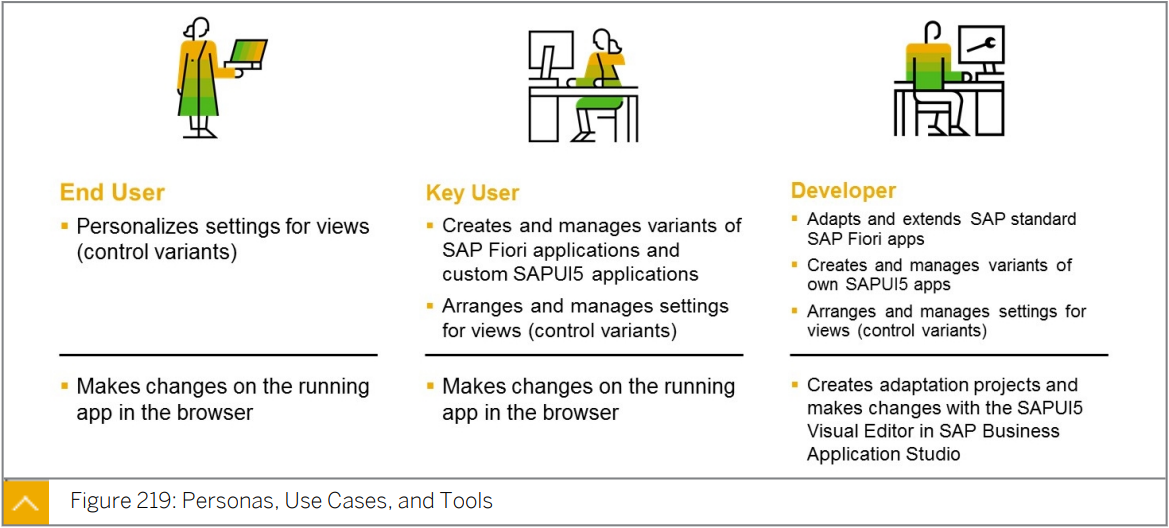 End User
Personalizes settings for views
(control variants)
Makes changes on the running
app in the browser
Key User
Creates and manages variants of
SAP Fiori applications and
custom SAPUI5 applications
Arranges and manages settings
for views (control variants)
Makes changes on the running
app in the browser
Developer
Adapts and extends SAP standard
SAP Fiori apps
Creates and manages variants of
own SAPUI5 apps
Arranges and manages settings for
views (control variants)
Creates adaptation projects and
makes changes with the SAPUI5
Visual Editor in SAP Business
Application Studio
Figure 219: Personas, Use Cases, and Tools